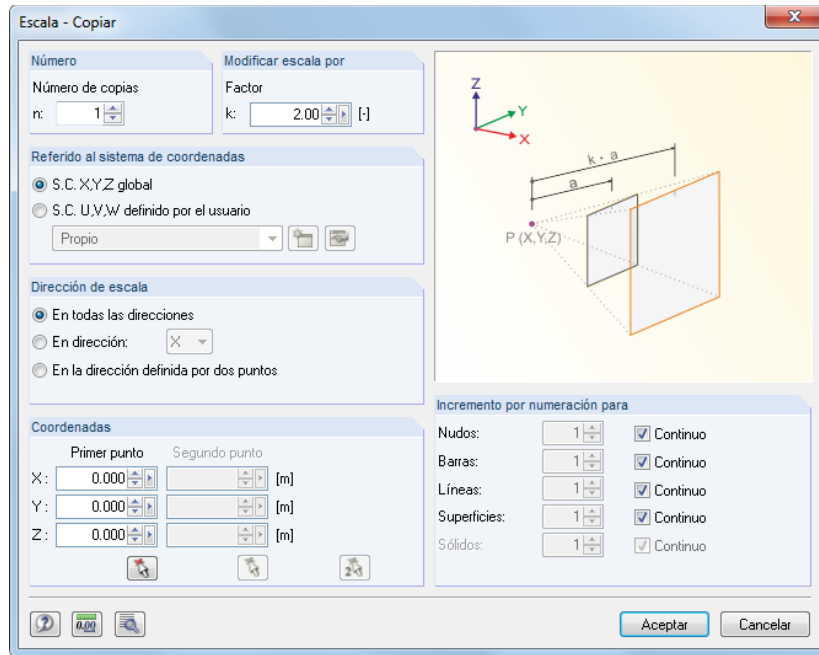 Escala - Copiar
Número
Número de copias
n: 1
Modificar escala por
Factor
k: 2.00 [-]
Referido al sistema de coordenadas
S.C. X,Y,Z global
S.C. U,V,W definido por el usuario
Propio
Dirección de escala
En todas las direcciones
En dirección: X
En la dirección definida por dos puntos
Coordenadas
Primer punto Segundo punto
X: 0.000 [m]
Y: 0.000 [m]
Z: 0.000 [m]
2
Z
Y
X
k · a
a
P (X,Y,Z)
Incremento por numeración para
Nudos: 1 Continuo
Barras: 1 Continuo
Líneas: 1 Continuo
Superficies: 1 Continuo
Sólidos: 1 Continuo
0.00
Aceptar Cancelar